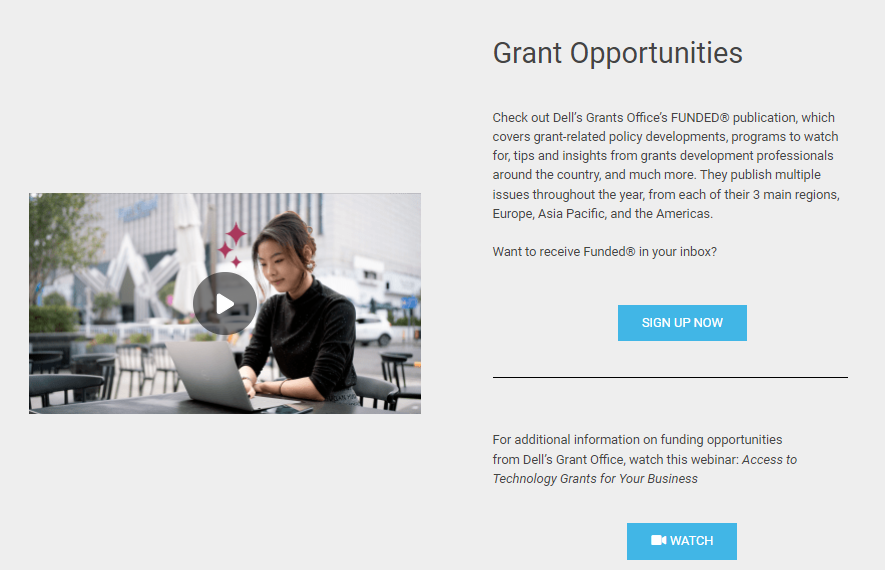 Grant Opportunities
Check out Dell's Grants Office's FUNDED® publication, which
covers grant-related policy developments, programs to watch
for, tips and insights from grants development professionals
around the country, and much more. They publish multiple
issues throughout the year, from each of their 3 main regions,
Europe, Asia Pacific, and the Americas.
Want to receive Funded® in your inbox?
SIGN UP NOW
For additional information on funding opportunities
from Dell's Grant Office, watch this webinar: Access to
Technology Grants for Your Business
WATCH